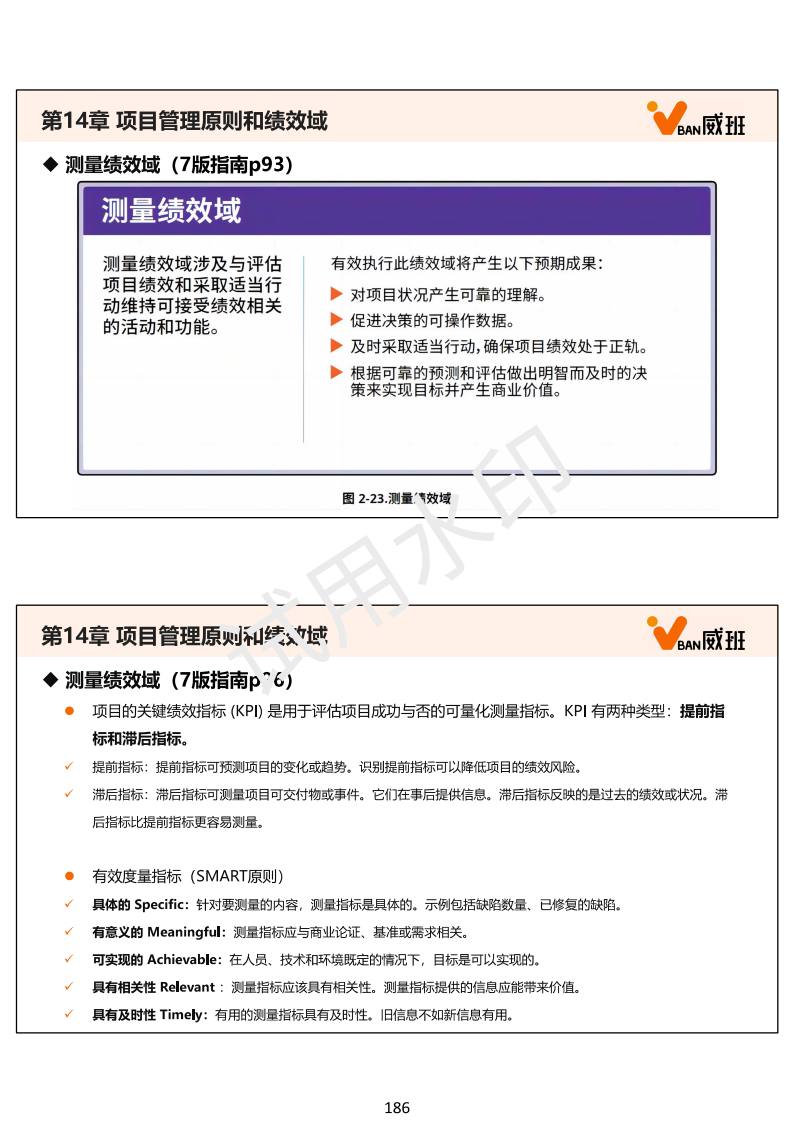 第14章 项目管理原则和绩效域
VBAN威班
◆ 测量绩效域（7版指南p93）
测量绩效域
测量绩效域涉及与评估
项目绩效和采取适当行
动维持可接受绩效相关
的活动和功能。
有效执行此绩效域将产生以下预期成果：
对项目状况产生可靠的理解。
促进决策的可操作数据。
及时采取适当行动，确保项目绩效处于正轨。
根据可靠的预测和评估做出明智而及时的决
策来实现目标并产生商业价值。
图 2-23.测量绩效域
试用水印
第14章 项目管理原则和绩效域
VBAN威班
◆ 测量绩效域（7版指南p6）
● 项目的关键绩效指标 (KPI) 是用于评估项目成功与否的可量化测量指标。KPI 有两种类型：提前指
标和滞后指标。
✓ 提前指标：提前指标可预测项目的变化或趋势。识别提前指标可以降低项目的绩效风险。
✓ 滞后指标：滞后指标可测量项目可交付物或事件。它们在事后提供信息。滞后指标反映的是过去的绩效或状况。滞
后指标比提前指标更容易测量。
● 有效度量指标（SMART原则）
✓ 具体的 Specific：针对要测量的内容，测量指标是具体的。示例包括缺陷数量、已修复的缺陷。
✓ 有意义的 Meaningful：测量指标应与商业论证、基准或需求相关。
✓ 可实现的 Achievable：在人员、技术和环境既定的情况下，目标是可以实现的。
✓ 具有相关性 Relevant ：测量指标应该具有相关性。测量指标提供的信息应能带来价值。
✓ 具有及时性 Timely：有用的测量指标具有及时性。旧信息不如新信息有用。
186